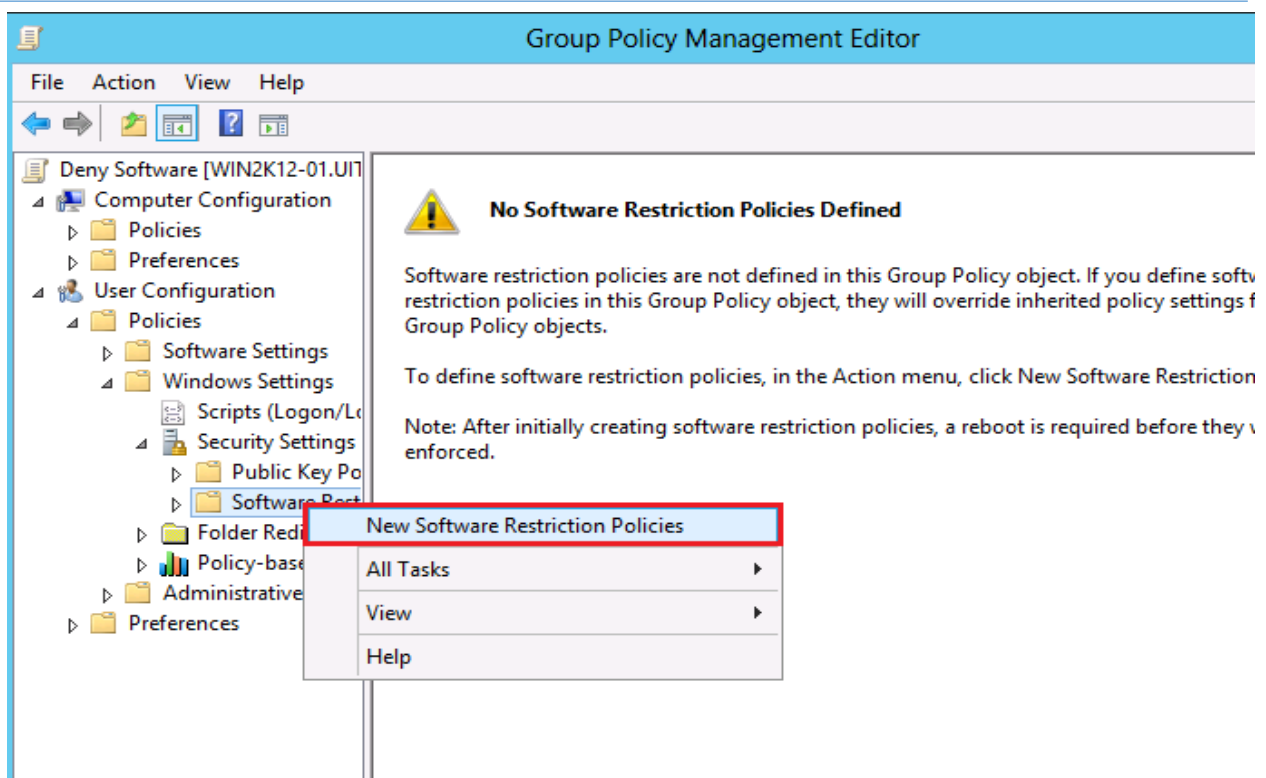 Group Policy Management Editor
File Action View Help
Deny Software [WIN2K12-01.UIT
Computer Configuration
Policies
Preferences
User Configuration
Policies
Software Settings
Windows Settings
Scripts (Logon/Lo
Security Settings
Public Key Po
Software Rest
Folder Redi
Policy-base
Administrative
Preferences
No Software Restriction Policies Defined
Software restriction policies are not defined in this Group Policy object. If you define softw
restriction policies in this Group Policy object, they will override inherited policy settings f
Group Policy objects.
To define software restriction policies, in the Action menu, click New Software Restriction
Note: After initially creating software restriction policies, a reboot is required before they
enforced.
New Software Restriction Policies
All Tasks
View
Help